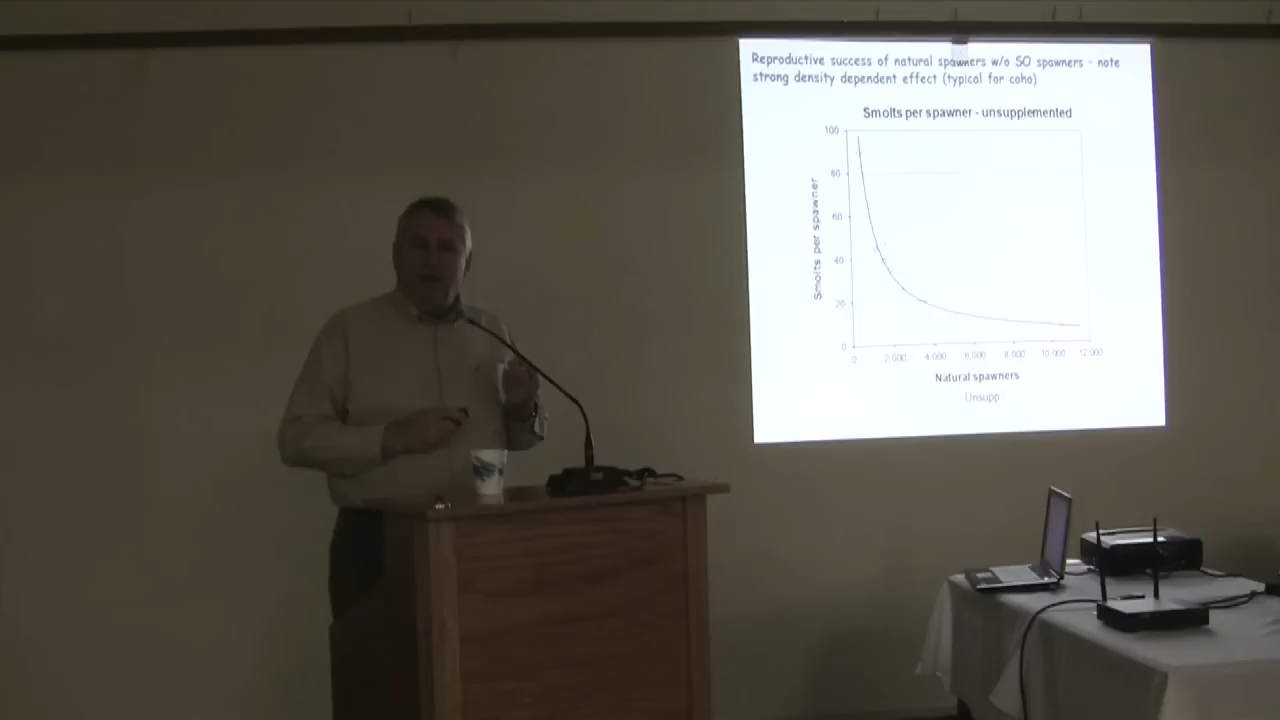 Reproductive success of natural spawners w/o SO spawners - note
strong density dependent effect (typical for coho)
Smolts per spawner - unsupplemented
100
80
60
40
20
0
Smolts per spawner
0 2 000 4 000 6 000 8 000 10 000 12 000
Natural spawners
Unsupp